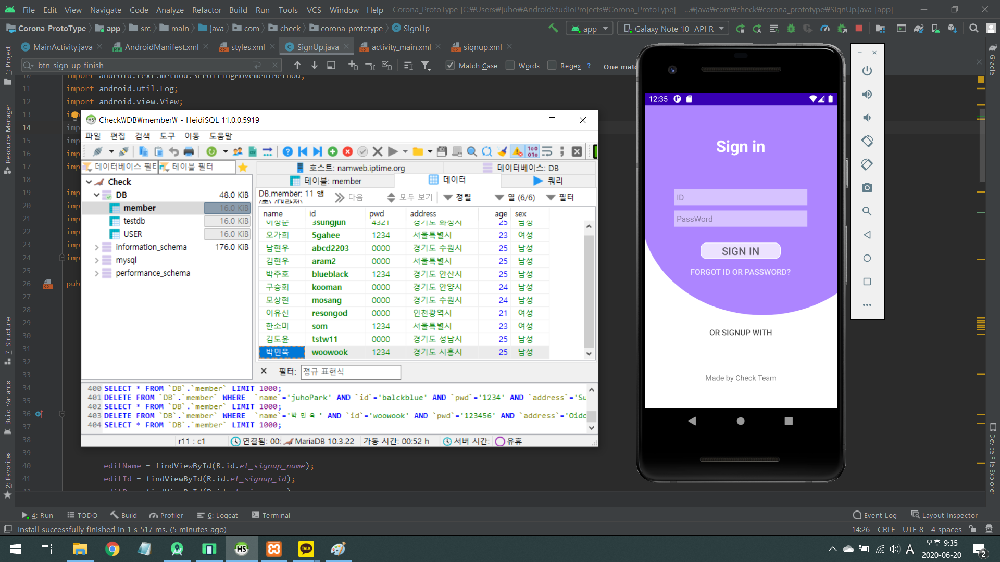 File Edit View Navigate Code Analyze Refactor Build Run Tools VCS Window Help Corona_ProtoType [C:₩Users₩juho₩AndroidStudioProjects₩Corona_ProtoType] - ...₩java₩com₩check₩corona_prototype₩SignUp.java [app]
Corona_ProtoType app src main java com check corona_prototype SignUp app Galaxy Note 10 API R
MainActivity.java AndroidManifest.xml styles.xml SignUp.java activity_main.xml signup.xml
btn_sign_up_finish Match Case Words Regex ? One matc
1: Project
Resource Manager
7: Structure
Build Variants
2: Favorites
Gradle
Device File Explorer
10 import android.text.method.ScrollingMovementMethod;
11 import android.util.Log;
12 import android.view.View;
13 imp
14 imp
15 imp
16 imp
17 imp
18
19 imp
20 imp
21 imp
22 imp
23 imp
24 imp
25
26 pub
27
28
29
30
31
32
33
34
35
36
37
38
39
40 editName = findViewById(R.id.et_signup_name);
41 editId = findViewById(R.id.et_signup_id);
Check₩DB₩member₩ - HeidiSQL 11.0.0.5919
파일 편집 검색 도구 이동 도움말
데이터베이스 필터 테이블 필터
호스트: namweb.iptime.org 데이터베이스: DB
테이블: member 데이터 쿼리
Check
DB 48.0 KiB
member 16.0 KiB
testdb 16.0 KiB
USER 16.0 KiB
information_schema 176.0 KiB
mysql
performance_schema
DB.member: 11 행
다음 모두 보기 정렬 열 (6/6) 필터
name id pwd address age sex
이성준 3sungjun 4321 경기도 화성시 25 남성
오가희 5gahee 1234 서울특별시 23 여성
남현우 abcd2203 0000 경기도 수원시 25 남성
김현우 aram2 0000 서울특별시 25 남성
박주호 blueblack 1234 경기도 안산시 25 남성
구승회 kooman 0000 경기도 안양시 24 남성
모상현 mosang 0000 경기도 수원시 24 남성
이유신 resongod 0000 인천광역시 21 여성
한소미 som 1234 서울특별시 23 여성
김도윤 tstw11 0000 경기도 성남시 25 남성
박민욱 woowook 1234 경기도 시흥시 25 남성
필터: 정규 표현식
400 SELECT * FROM `DB`.`member` LIMIT 1000;
401 DELETE FROM `DB`.`member` WHERE `name`='juhoPark' AND `id`='balckblue' AND `pwd`='1234' AND `address`='Su
402 SELECT * FROM `DB`.`member` LIMIT 1000;
403 DELETE FROM `DB`.`member` WHERE `name`='박민욱' AND `id`='woowook' AND `pwd`='123456' AND `address`='Oido
404 SELECT * FROM `DB`.`member` LIMIT 1000;
r11 : c1 연결됨: 00: MariaDB 10.3.22 가동 시간: 00:52 h 서버 시간: 유휴
12:35
Sign in
ID
PassWord
SIGN IN
FORGOT ID OR PASSWORD?
OR SIGNUP WITH
Made by Check Team
4: Run TODO Build Profiler 6: Logcat Terminal Event Log Layout Inspector
Install successfully finished in 1 s 517 ms. (5 minutes ago) 14:26 CRLF UTF-8 4 spaces
HS TALK A 오후 9:35
2020-06-20 2